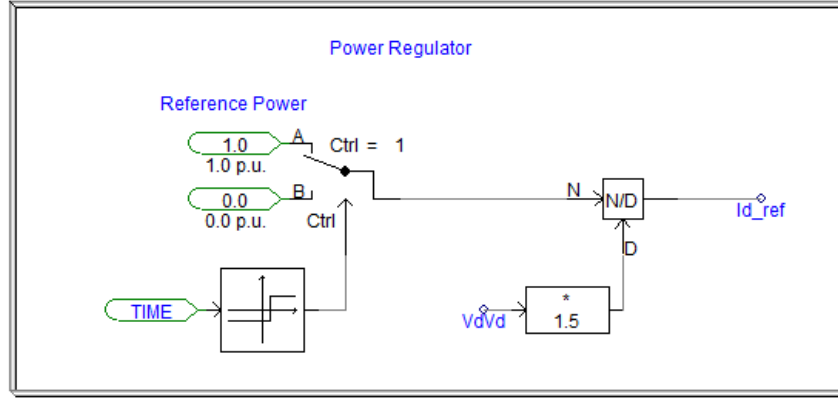 Power Regulator
Reference Power
1.0
A
Ctrl = 1
1.0 p.u.
0.0
B
0.0 p.u.
Ctrl
N
N/D
Id_ref
D
TIME
VdVd
*
1.5